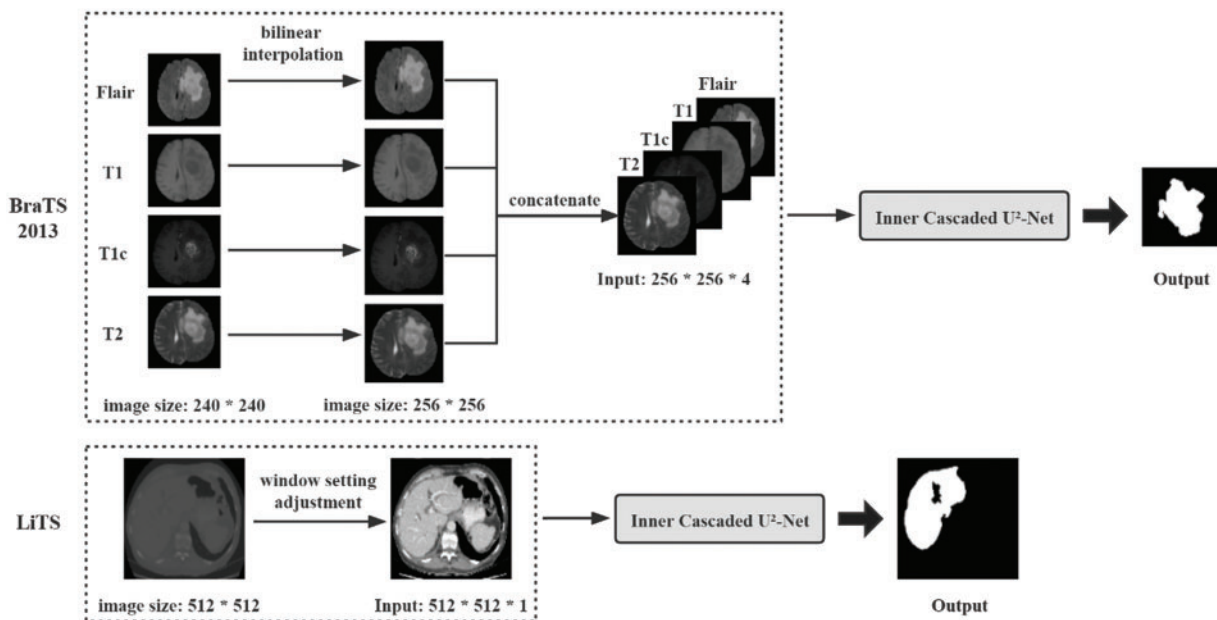 bilinear
interpolation
Flair
T1
T1c
T2
BraTS
2013
image size: 240 * 240
image size: 256 * 256
concatenate
Flair
T1
T1c
T2
Input: 256 * 256 * 4
Inner Cascaded U²-Net
Output
LiTS
window setting
adjustment
image size: 512 * 512
Input: 512 * 512 * 1
Inner Cascaded U²-Net
Output